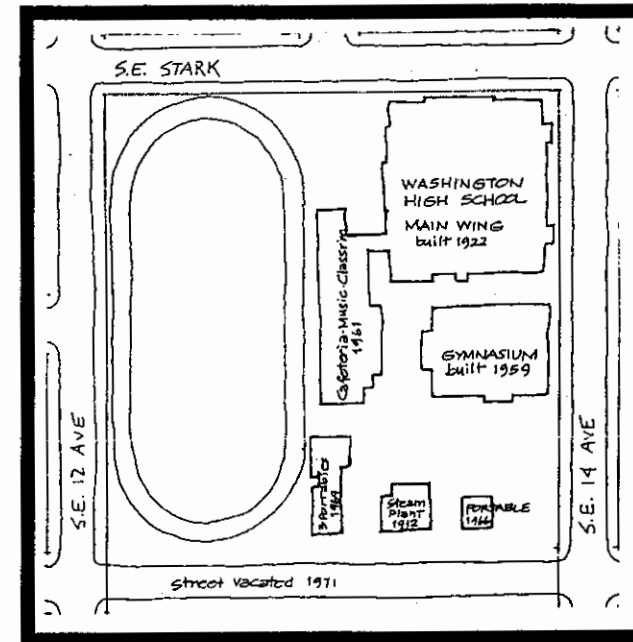 S.E. STARK
WASHINGTON
HIGH SCHOOL
MAIN WING
built 1922
Cafeteria-Music-Classrm
1961
GYMNASIUM
built 1959
S.E. 12 AVE
S.E. 14 AVE
3 Portables
1969
Steam
Plant
1912
PORTABLE
1966
Street Vacated 1971